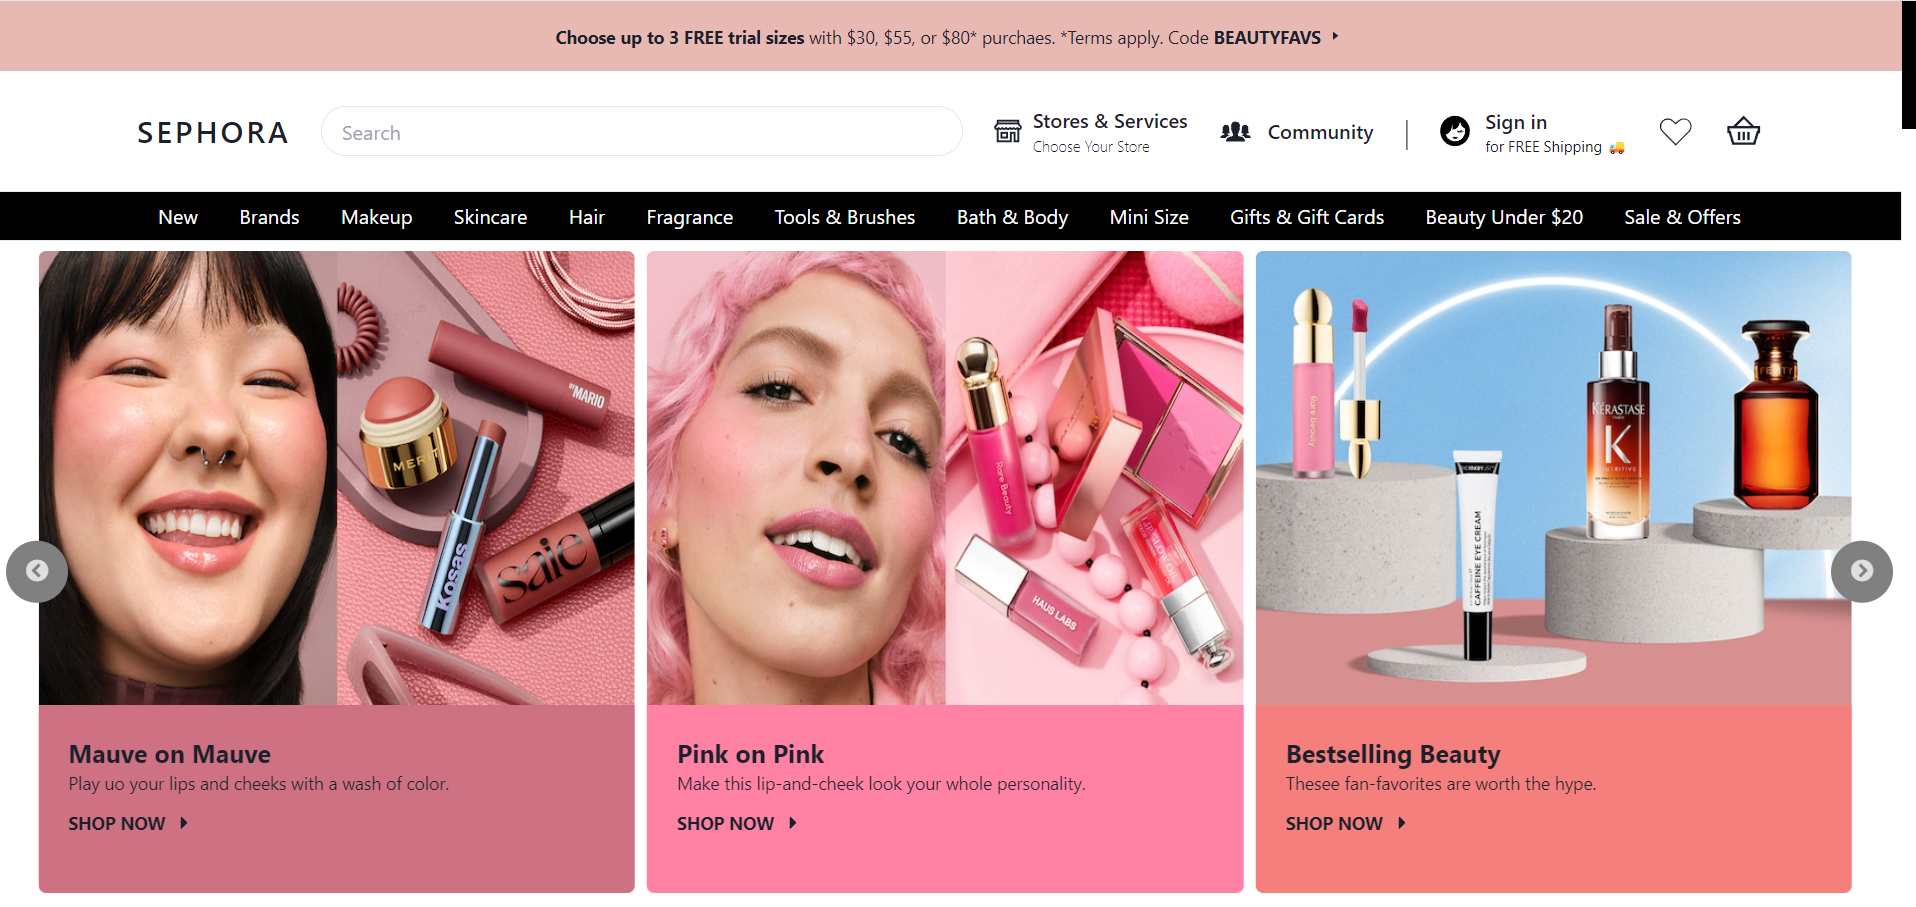 Choose up to 3 FREE trial sizes with $30, $55, or $80* purchaes. *Terms apply. Code BEAUTYFAVS
SEPHORA
Search
Stores & Services
Choose Your Store
Community
Sign in
for FREE Shipping 🚚
New Brands Makeup Skincare Hair Fragrance Tools & Brushes Bath & Body Mini Size Gifts & Gift Cards Beauty Under $20 Sale & Offers
BY MARIO
MERIT
Kosas
saie
Rare Beauty
HAUS LABS
Rare Beauty
CAFFEINE EYE CREAM
KÉRASTASE
PARIS
K
NUTRITIVE
FENTY
Mauve on Mauve
Play uo your lips and cheeks with a wash of color.
SHOP NOW
Pink on Pink
Make this lip-and-cheek look your whole personality.
SHOP NOW
Bestselling Beauty
Thesee fan-favorites are worth the hype.
SHOP NOW